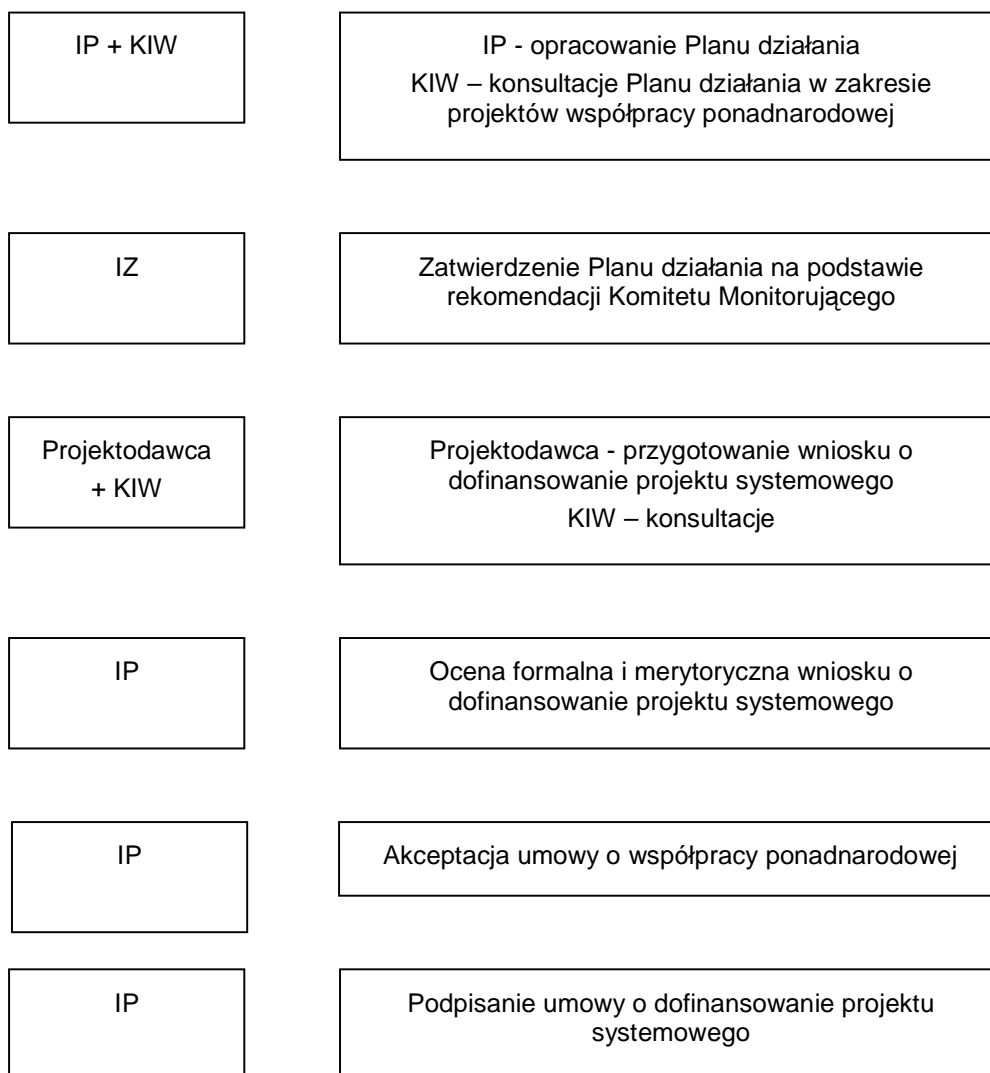 IP + KIW
IP - opracowanie Planu działania
KIW – konsultacje Planu działania w zakresie
projektów współpracy ponadnarodowej
IZ
Zatwierdzenie Planu działania na podstawie
rekomendacji Komitetu Monitorującego
Projektodawca
+ KIW
Projektodawca - przygotowanie wniosku o
dofinansowanie projektu systemowego
KIW – konsultacje
IP
Ocena formalna i merytoryczna wniosku o
dofinansowanie projektu systemowego
IP
Akceptacja umowy o współpracy ponadnarodowej
IP
Podpisanie umowy o dofinansowanie projektu
systemowego